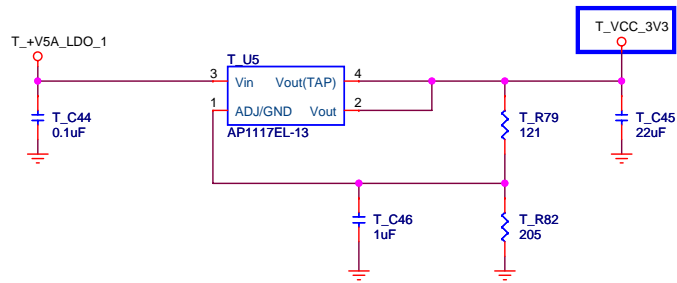 T_VCC_3V3
T_+V5A_LDO_1
T_U5
3 Vin Vout(TAP) 4
1 ADJ/GND Vout 2
AP1117EL-13
T_C44
0.1uF
T_R79
121
T_C45
22uF
T_C46
1uF
T_R82
205